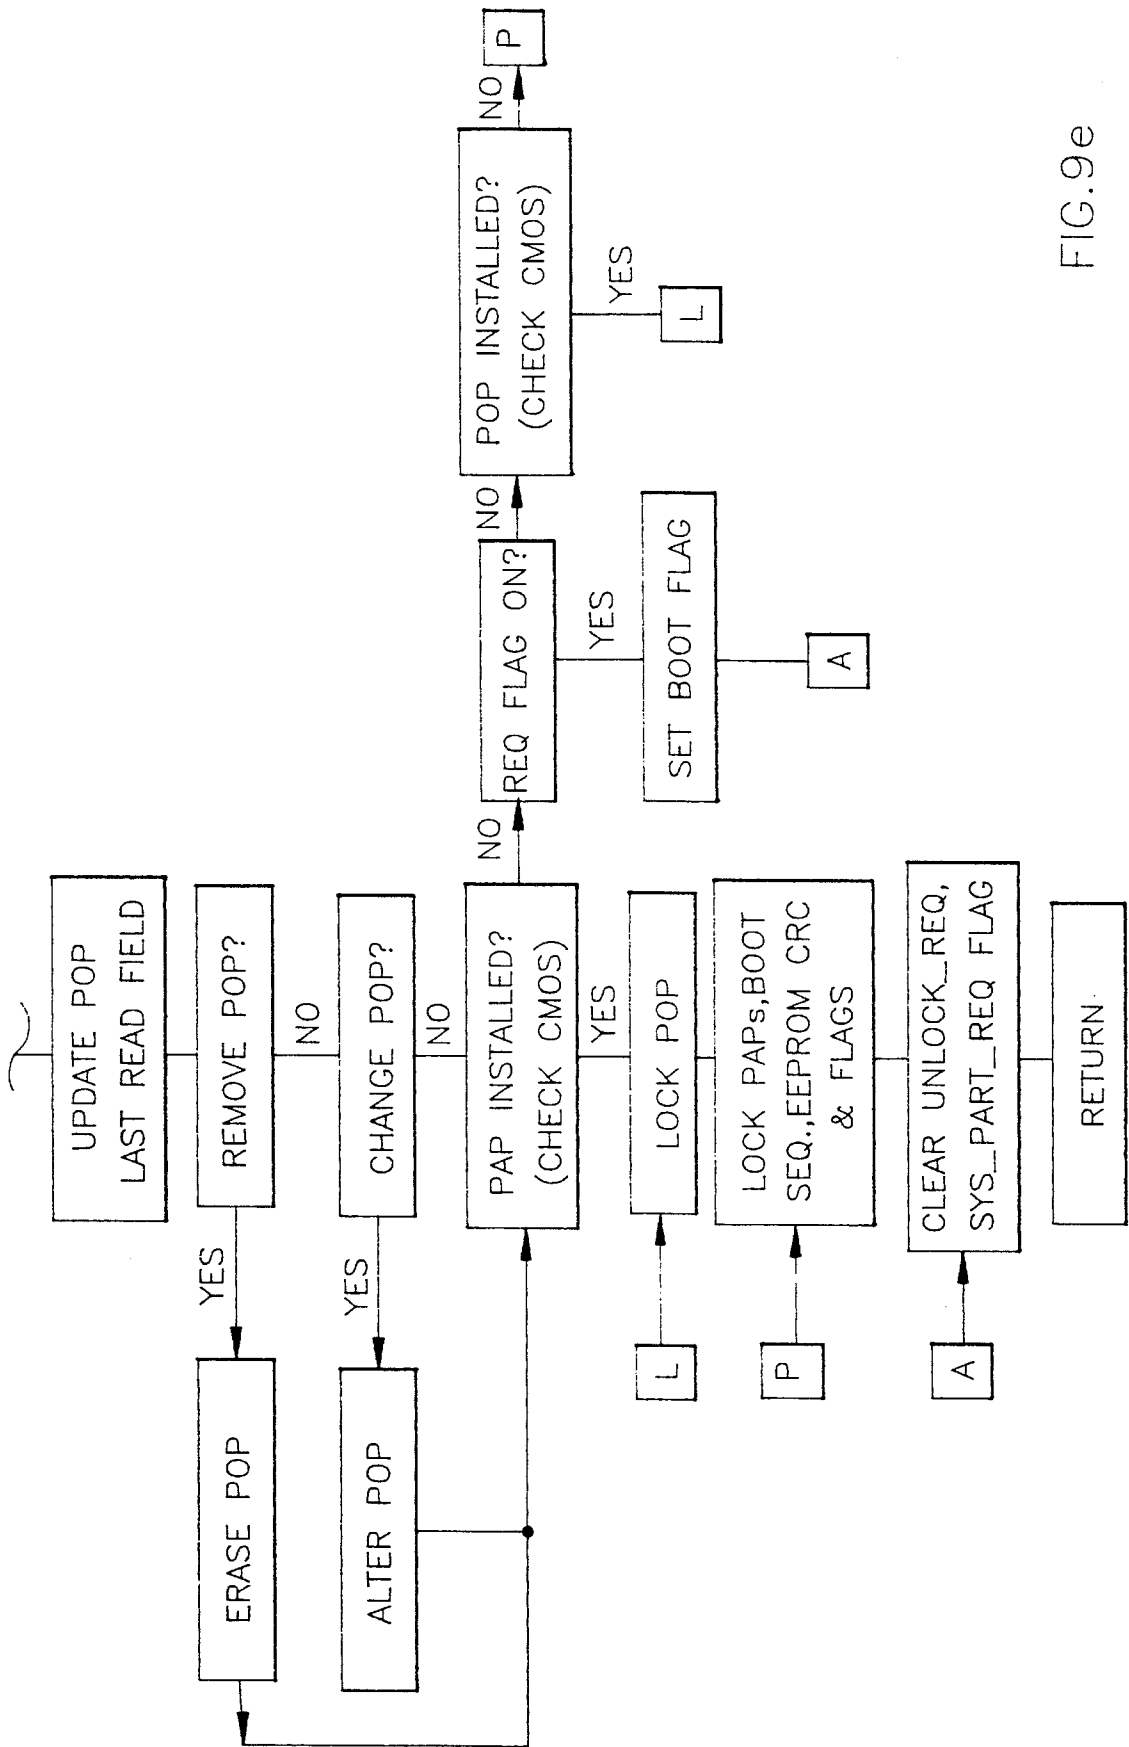 UPDATE POP
LAST READ FIELD
REMOVE POP?
YES
ERASE POP
NO
CHANGE POP?
YES
ALTER POP
NO
PAP INSTALLED?
(CHECK CMOS)
NO
REQ FLAG ON?
NO
POP INSTALLED?
(CHECK CMOS)
NO
P
YES
L
YES
SET BOOT FLAG
A
YES
LOCK POP
L
LOCK PAPs,BOOT
SEQ.,EEPROM CRC
& FLAGS
P
CLEAR UNLOCK_REQ,
SYS_PART_REQ FLAG
A
RETURN
FIG.9e